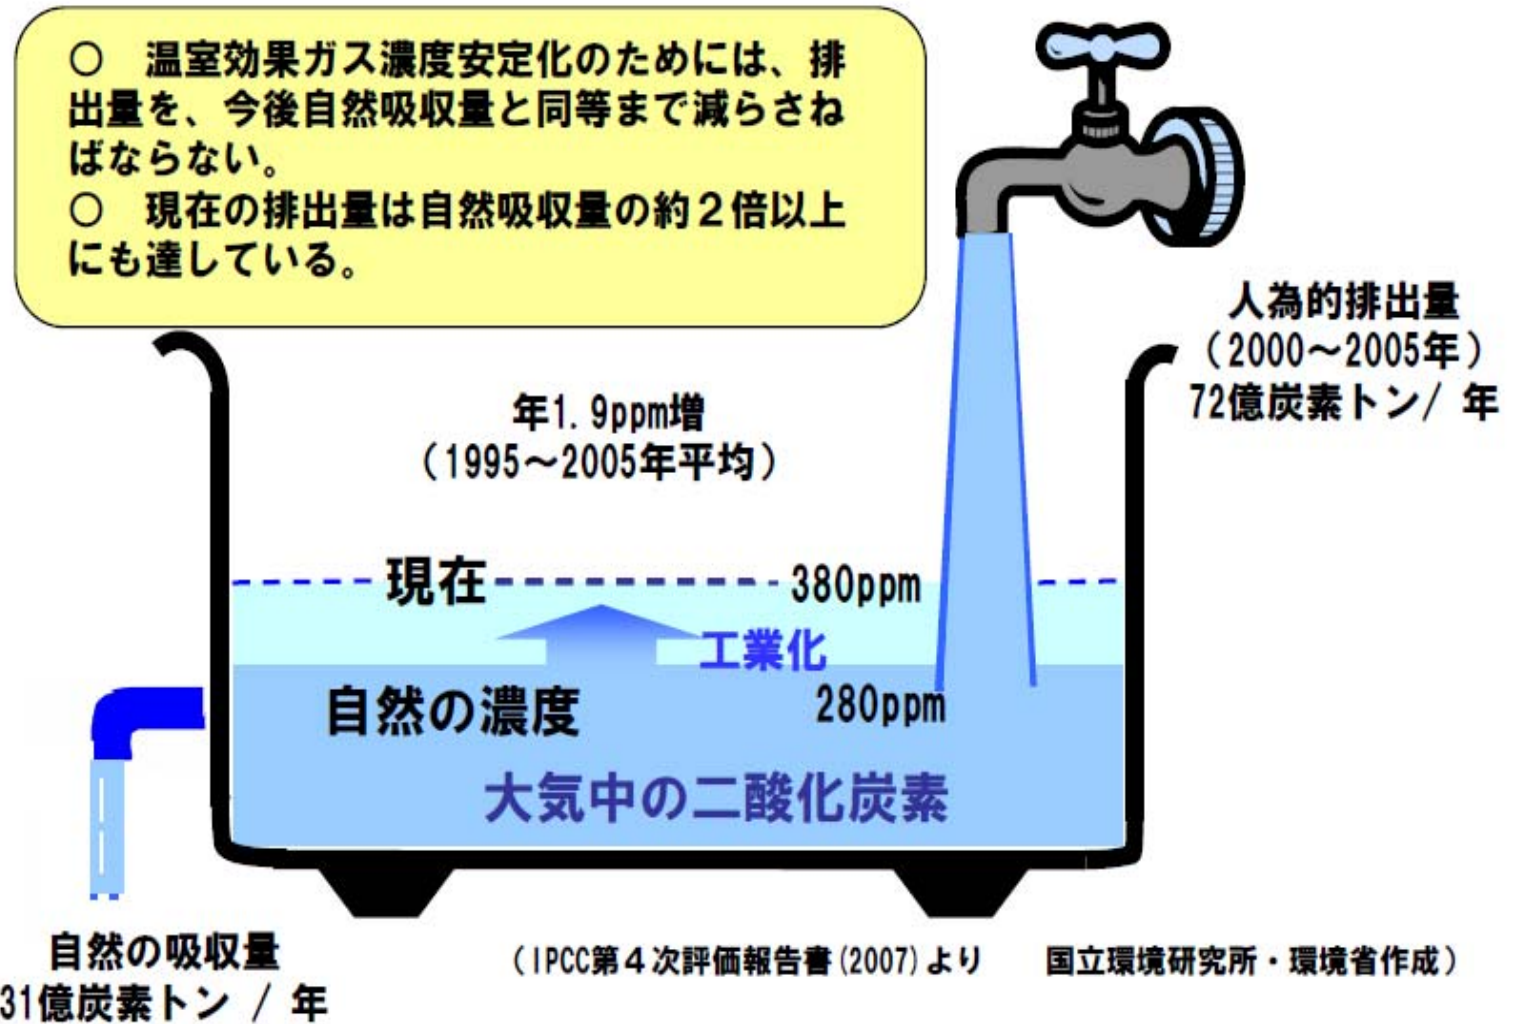 ○　温室効果ガス濃度安定化のためには、排
出量を、今後自然吸収量と同等まで減らさね
ばならない。
○　現在の排出量は自然吸収量の約２倍以上
にも達している。
人為的排出量
（2000～2005年）
72億炭素トン/ 年
年1.9ppm増
（1995～2005年平均）
現在
380ppm
工業化
自然の濃度
280ppm
大気中の二酸化炭素
自然の吸収量
31億炭素トン / 年
（IPCC第４次評価報告書(2007)より　　国立環境研究所・環境省作成）